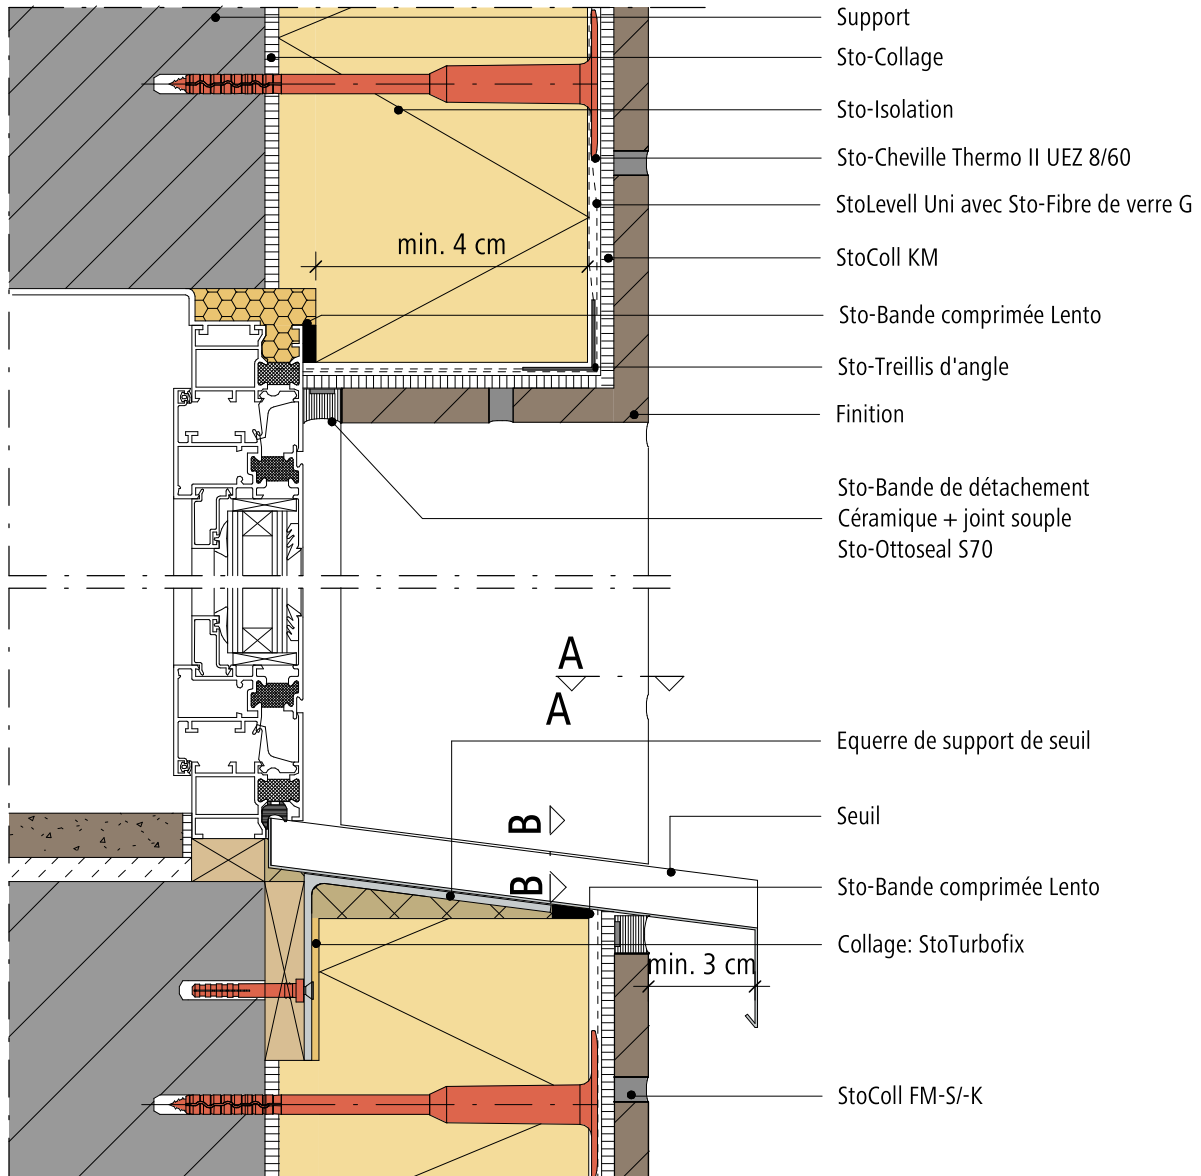 Support
Sto-Collage
Sto-Isolation
Sto-Cheville Thermo II UEZ 8/60
StoLevell Uni avec Sto-Fibre de verre G
min. 4 cm
StoColl KM
Sto-Bande comprimée Lento
Sto-Treillis d'angle
Finition
Sto-Bande de détachement
Céramique + joint souple
Sto-Ottoseal S70
A
A
Equerre de support de seuil
B
Seuil
B
Sto-Bande comprimée Lento
Collage: StoTurbofix
min. 3 cm
StoColl FM-S/-K